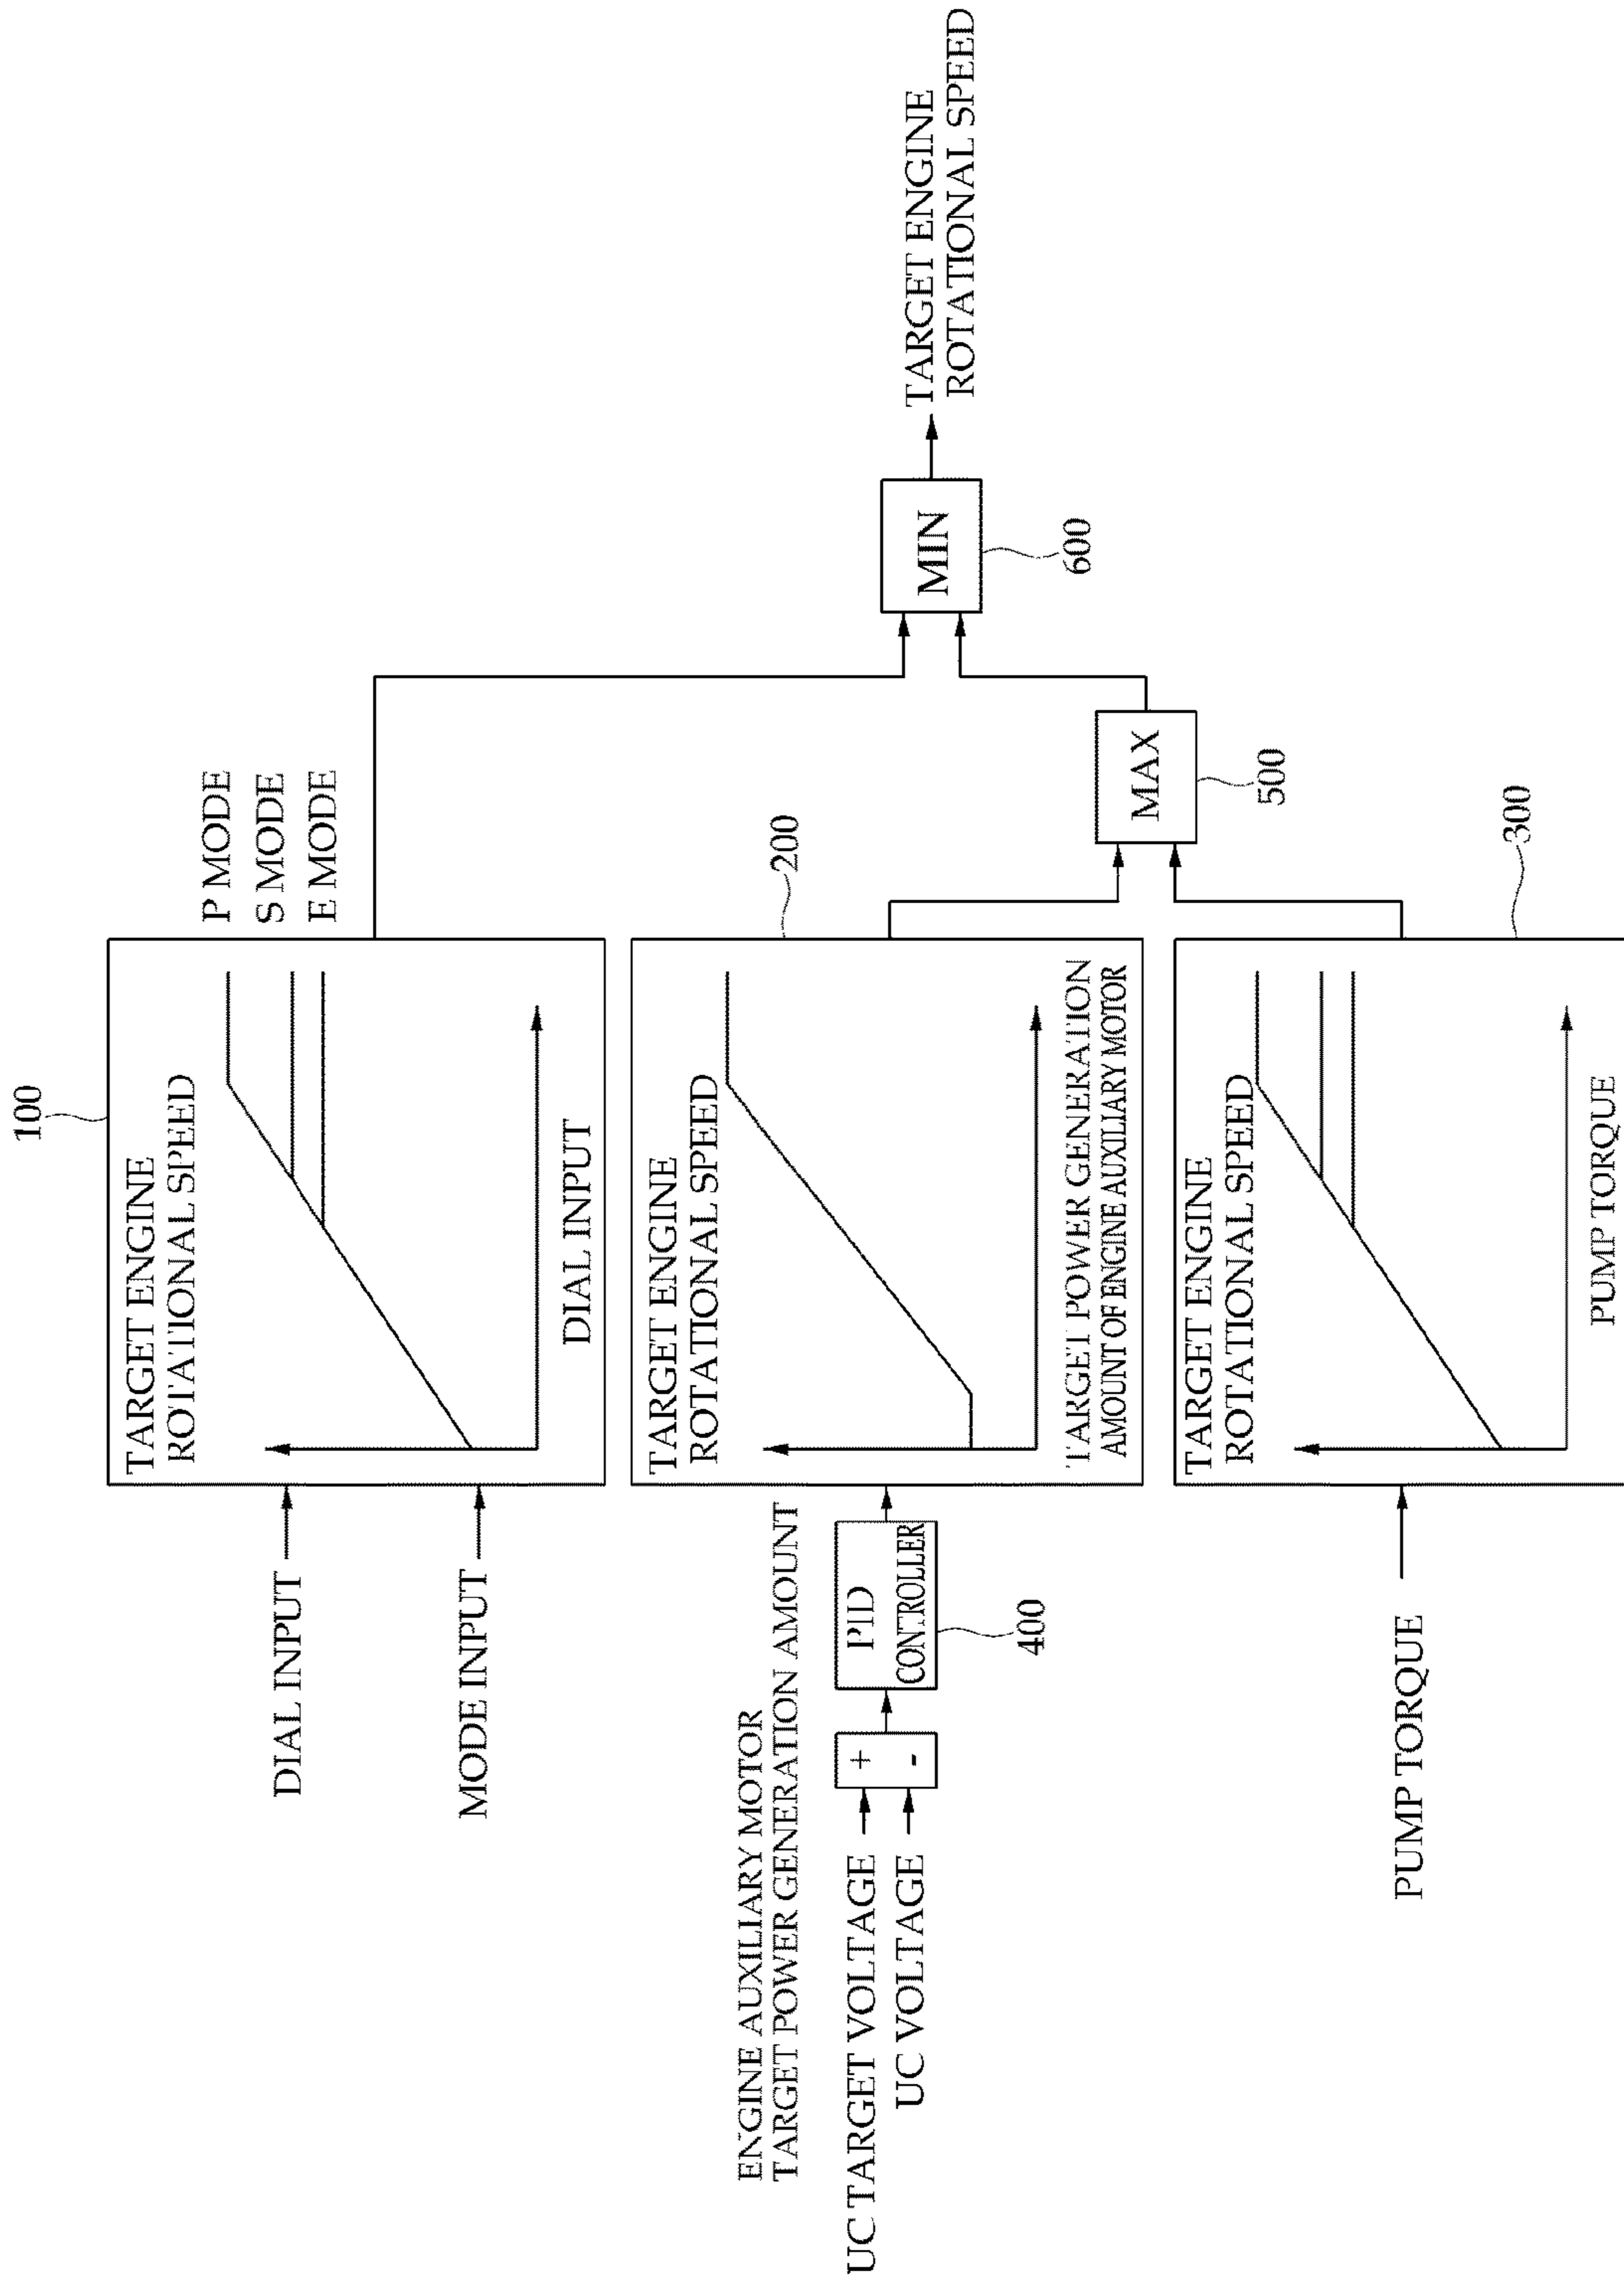 100
TARGET ENGINE
ROTATIONAL SPEED
P MODE
S MODE
E MODE
DIAL INPUT
MODE INPUT
DIAL INPUT
200
TARGET ENGINE
ROTATIONAL SPEED
ENGINE AUXILIARY MOTOR
TARGET POWER GENERATION AMOUNT
UC TARGET VOLTAGE
UC VOLTAGE
+
-
PID
CONTROLLER
400
TARGET POWER GENERATION
AMOUNT OF ENGINE AUXILIARY MOTOR
MIN
600
TARGET ENGINE
ROTATIONAL SPEED
MAX
500
300
TARGET ENGINE
ROTATIONAL SPEED
PUMP TORQUE
PUMP TORQUE